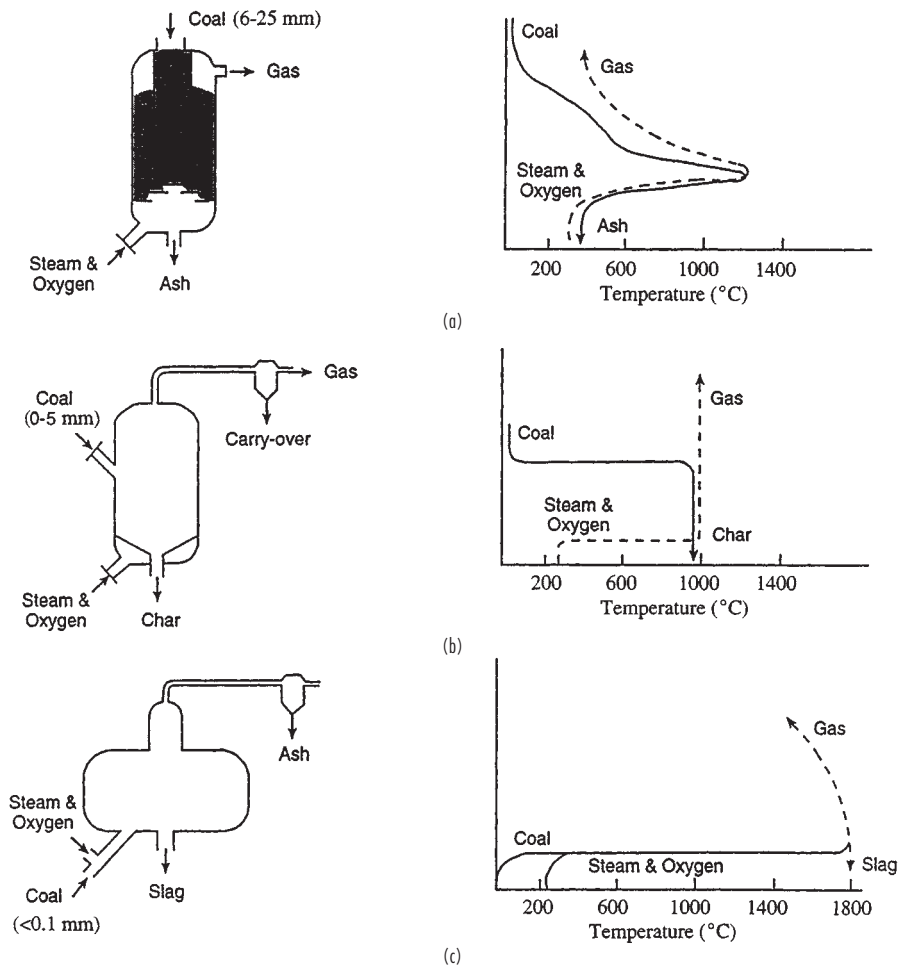 Coal (6-25 mm)
Gas
Steam &
Oxygen
Ash
Coal
Gas
Steam &
Oxygen
Ash
200 600 1000 1400
Temperature (°C)
(a)
Coal
(0-5 mm)
Gas
Carry-over
Steam &
Oxygen
Char
Coal
Gas
Steam &
Oxygen
Char
200 600 1000 1400
Temperature (°C)
(b)
Ash
Steam &
Oxygen
Coal
(<0.1 mm)
Slag
Gas
Coal
Steam & Oxygen
Slag
200 600 1000 1400 1800
Temperature (°C)
(c)